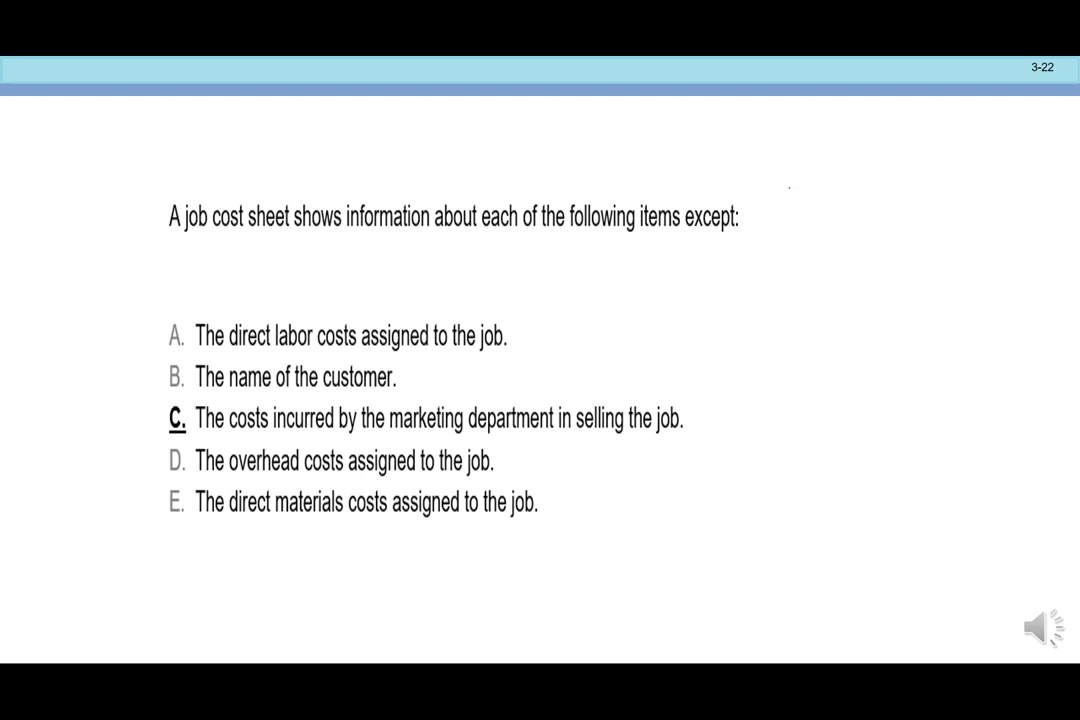 3-22
A job cost sheet shows information about each of the following items except:
A. The direct labor costs assigned to the job.
B. The name of the customer.
C. The costs incurred by the marketing department in selling the job.
D. The overhead costs assigned to the job.
E. The direct materials costs assigned to the job.